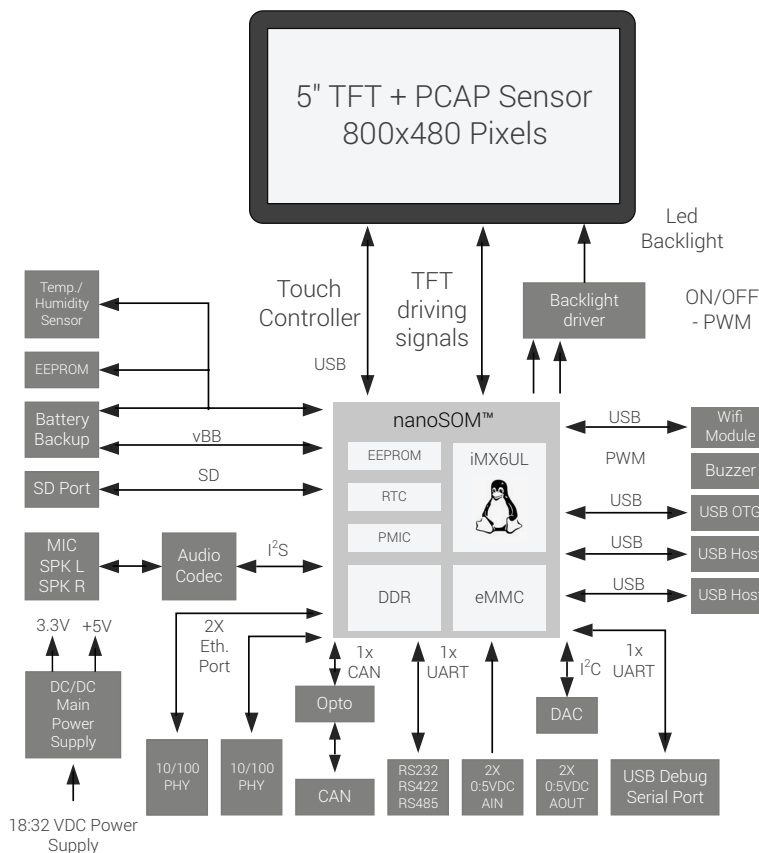 5" TFT + PCAP Sensor
800x480 Pixels
Led
Backlight
Touch
Controller
USB
TFT
driving
signals
Backlight
driver
ON/OFF
- PWM
Temp./
Humidity
Sensor
EEPROM
Battery
Backup
vBB
SD Port
SD
MIC
SPK L
SPK R
Audio
Codec
I²S
nanoSOM™
EEPROM
RTC
PMIC
DDR
iMX6UL
eMMC
USB
Wifi
Module
PWM
Buzzer
USB
USB OTG
USB
USB Host
USB
USB Host
3.3V
+5V
DC/DC
Main
Power
Supply
18:32 VDC Power
Supply
2X
Eth.
Port
10/100
PHY
10/100
PHY
1x
CAN
Opto
CAN
1x
UART
RS232
RS422
RS485
2X
0:5VDC
AIN
I²C
DAC
2X
0:5VDC
AOUT
1x
UART
USB Debug
Serial Port